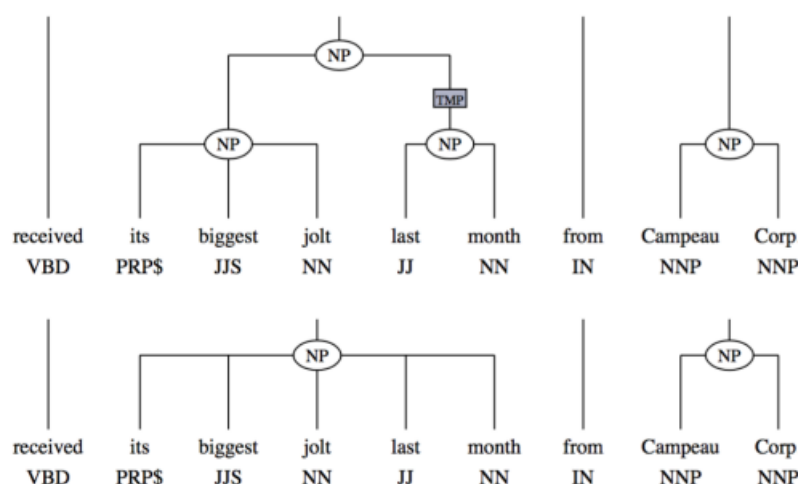 NP
TMP
NP NP NP
received its biggest jolt last month from Campeau Corp
VBD PRP$ JJS NN JJ NN IN NNP NNP
NP NP
received its biggest jolt last month from Campeau Corp
VBD PRP$ JJS NN JJ NN IN NNP NNP